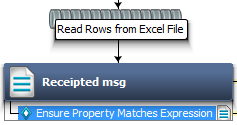 Read Rows from Excel File
Receipted msg
Ensure Property Matches Expression